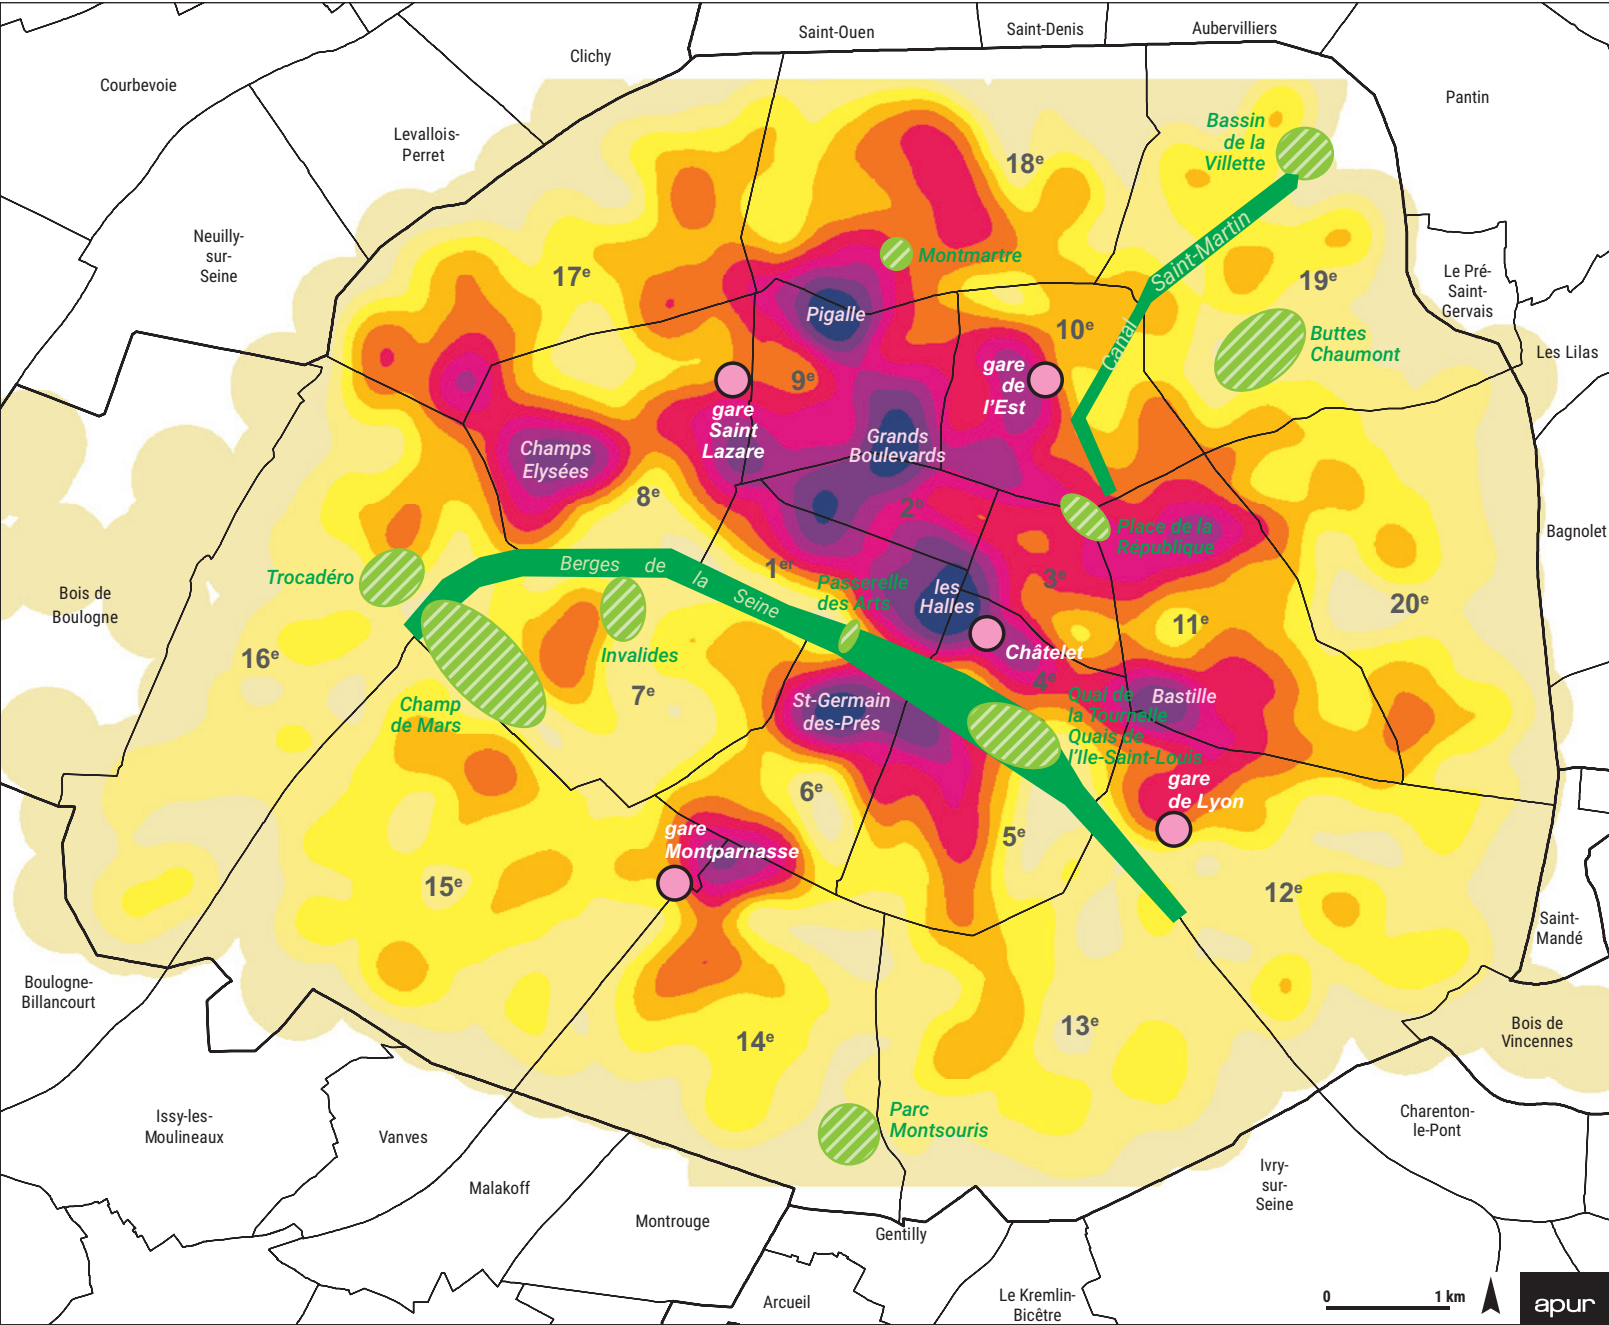 Saint-Ouen
Saint-Denis
Aubervilliers
Clichy
Courbevoie
Pantin
Levallois-
Perret
Bassin
de la
Villette
18e
Neuilly-
sur-
Seine
Montmartre
Canal Saint-Martin
17e
19e
Le Pré-
Saint-
Gervais
Pigalle
10e
Buttes
Chaumont
Les Lilas
gare
de
l'Est
9e
gare
Saint
Lazare
Champs
Elysées
Grands
Boulevards
8e
2e
Bagnolet
Place de la
République
Berges de la Seine
1er
Trocadéro
Passerelle
des Arts
3e
les
Halles
Bois de
Boulogne
20e
11e
Invalides
Châtelet
16e
7e
4e
Quai de
la Tournelle
Quais de
l'Ile-Saint-Louis
Bastille
St-Germain
des-Prés
Champ
de Mars
6e
gare
de Lyon
gare
Montparnasse
5e
15e
12e
Saint-
Mandé
Boulogne-
Billancourt
14e
13e
Bois de
Vincennes
Parc
Montsouris
Issy-les-
Moulineaux
Vanves
Charenton-
le-Pont
Malakoff
Ivry-
sur-
Seine
Montrouge
Gentilly
Arcueil
Le Kremlin-
Bicêtre
0 1 km
apur